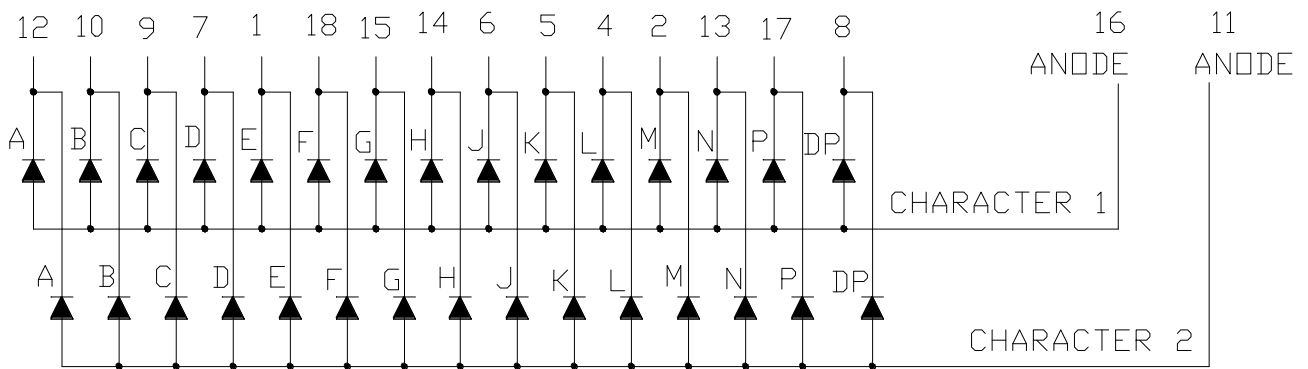 12 10 9 7 1 18 15 14 6 5 4 2 13 17 8 16 11
ANODE ANODE
A B C D E F G H J K L M N P DP
CHARACTER 1
A B C D E F G H J K L M N P DP
CHARACTER 2